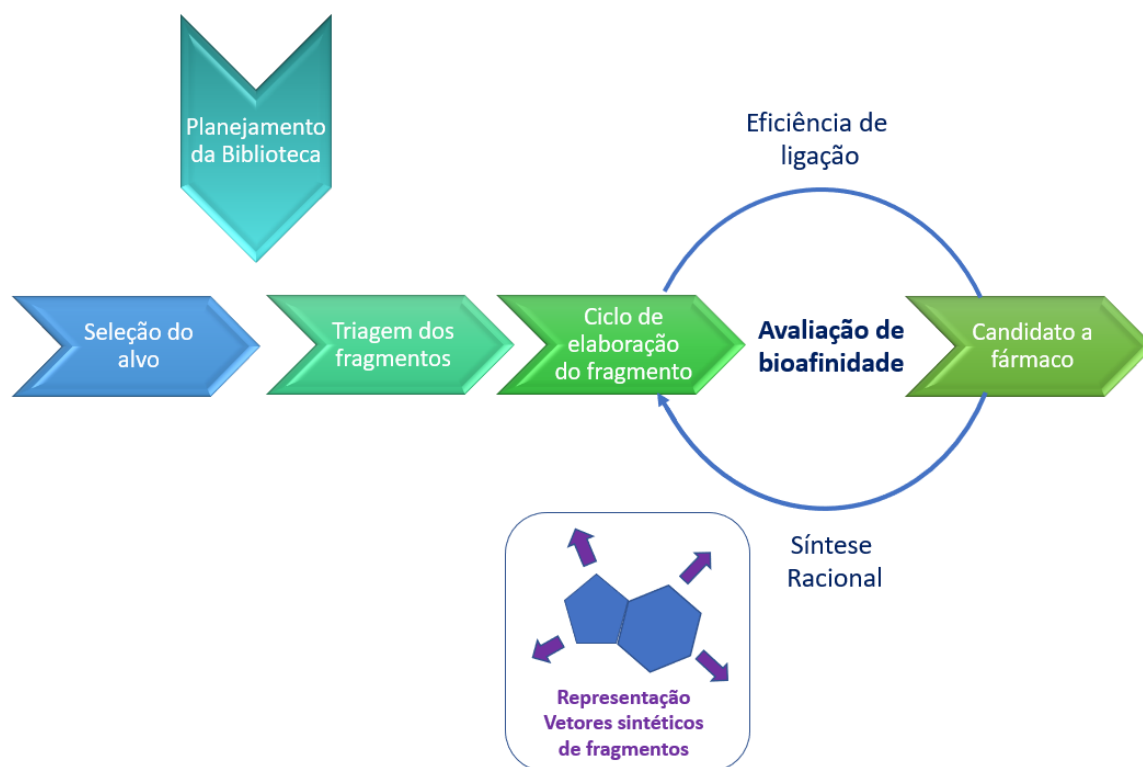 Planejamento
da Biblioteca
Eficiência de
ligação
Seleção do
alvo
Triagem dos
fragmentos
Ciclo de
elaboração
do fragmento
Avaliação de
bioafinidade
Candidato a
fármaco
Síntese
Racional
Representação
Vetores sintéticos
de fragmentos